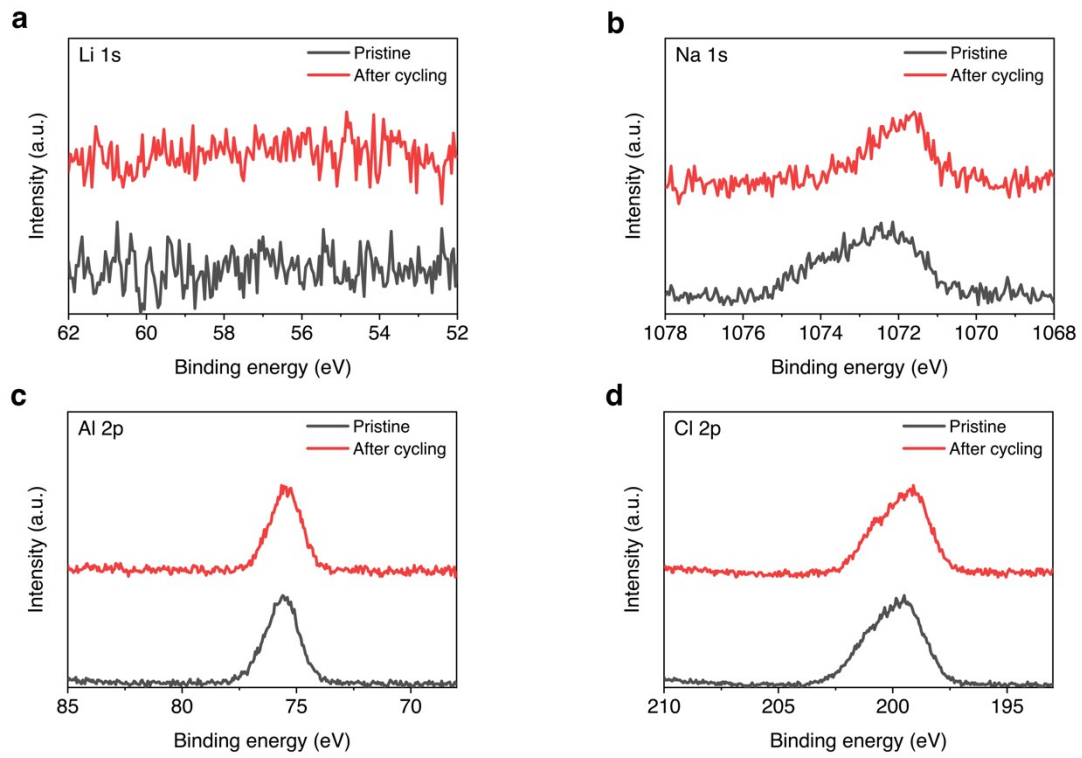 a
Li 1s
Pristine
After cycling
Intensity (a.u.)
62 60 58 56 54 52
Binding energy (eV)
b
Na 1s
Pristine
After cycling
Intensity (a.u.)
1078 1076 1074 1072 1070 1068
Binding energy (eV)
c
Al 2p
Pristine
After cycling
Intensity (a.u.)
85 80 75 70
Binding energy (eV)
d
Cl 2p
Pristine
After cycling
Intensity (a.u.)
210 205 200 195
Binding energy (eV)